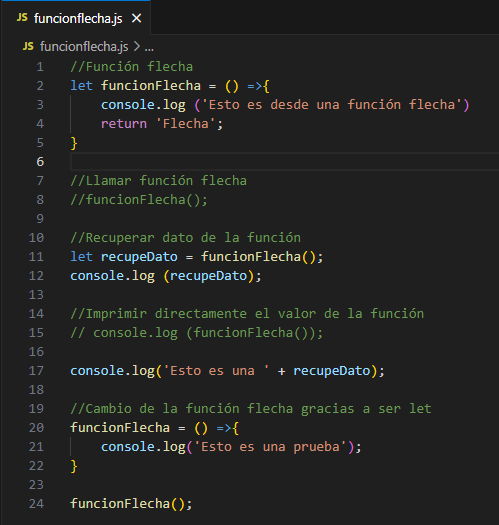 JS funcionflecha.js ×
JS funcionflecha.js > ...
1 //Función flecha
2 let funcionFlecha = () =>{
3     console.log ('Esto es desde una función flecha')
4     return 'Flecha';
5 }
6
7 //Llamar función flecha
8 //funcionFlecha();
9
10 //Recuperar dato de la función
11 let recupeDato = funcionFlecha();
12 console.log (recupeDato);
13
14 //Imprimir directamente el valor de la función
15 // console.log (funcionFlecha());
16
17 console.log('Esto es una ' + recupeDato);
18
19 //Cambio de la función flecha gracias a ser let
20 funcionFlecha = () =>{
21     console.log('Esto es una prueba');
22 }
23
24 funcionFlecha();